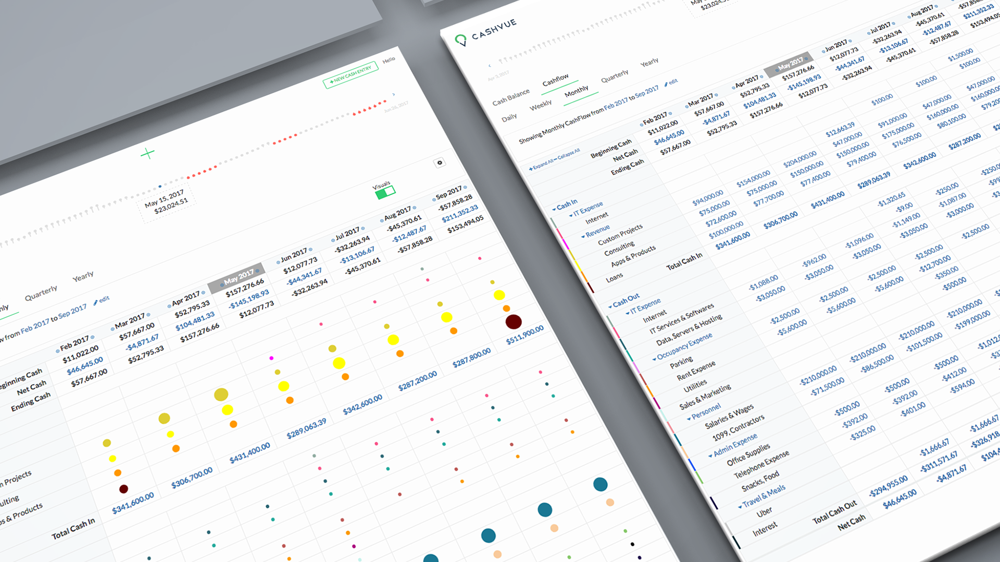 + NEW CASH ENTRY
Hello
Jun 26, 2017
May 15, 2017
$23,024.51
Visuals
Quarterly
Yearly
from Feb 2017 to Sep 2017
edit
Feb 2017
Mar 2017
Apr 2017
May 2017
Jun 2017
Jul 2017
Aug 2017
Sep 2017
Beginning Cash $11,022.00 $57,667.00 $52,795.33 $157,276.66 $12,077.73 -$32,263.94 -$45,370.61 -$57,858.28
Net Cash $46,645.00 -$4,871.67 $104,481.33 -$145,198.93 -$44,341.67 -$13,106.67 -$12,487.67 $211,352.33
Ending Cash $57,667.00 $52,795.33 $157,276.66 $12,077.73 -$32,263.94 -$45,370.61 -$57,858.28 $153,494.05
Projects
& Products
Total Cash In $341,600.00 $306,700.00 $431,400.00 $289,063.39 $342,600.00 $287,200.00 $287,800.00 $511,900.00
CASHVUE
Apr 3, 2017
Cash Balance
Cashflow
Daily
Weekly
Monthly
Quarterly
Yearly
Showing Monthly CashFlow from Feb 2017 to Sep 2017
edit
+ Expand All
− Collapse All
Feb 2017
Mar 2017
Apr 2017
May 2017
Jun 2017
Jul 2017
Aug 2017
Beginning Cash $11,022.00 $57,667.00 $52,795.33 $157,276.66 $12,077.73 -$32,263.94 -$45,370.61
Net Cash $46,645.00 -$4,871.67 $104,481.33 -$145,198.93 -$44,341.67 -$13,106.67 -$12,487.67 $211,352.33
Ending Cash $57,667.00 $52,795.33 $157,276.66 $12,077.73 -$32,263.94 -$45,370.61 -$57,858.28 $153,494.05
Cash In
IT Expense
Internet $100.00 $100.00 $100.00
Revenue
Custom Projects $94,000.00 $154,000.00 $204,000.00 $47,000.00 $91,000.00 $47,000.00 $47,000.00
Consulting $75,000.00 $75,000.00 $150,000.00 $150,000.00 $175,000.00 $160,000.00
Apps & Products $72,600.00 $77,700.00 $77,400.00 $79,400.00 $76,500.00 $80,100.00
Loans $100,000.00
Total Cash In $341,600.00 $306,700.00 $431,400.00 $289,063.39 $342,600.00 $287,200.00
$12,663.39
$1,500.00
Cash Out
IT Expense
Internet
IT Services & Softwares -$1,088.00 -$962.00 -$1,096.00 -$1,149.00 -$1,087.00
Data, Servers & Hosting -$3,050.00 -$3,050.00 -$3,050.00 -$3,050.00 -$3,000.00
-$1,320.65
-$9.00
-$250.00
Occupancy Expense
Parking
Rent Expense -$2,500.00 -$2,500.00 -$2,500.00 -$2,500.00 -$2,500.00
Utilities -$5,600.00 -$5,600.00 -$5,600.00 -$12,700.00
-$350.00
-$500.00
Sales & Marketing
Personnel
Salaries & Wages -$210,000.00 -$210,000.00 -$210,000.00 -$210,000.00
1099, Contractors -$71,500.00 -$86,500.00 -$101,500.00 -$199,000.00
Admin Expense
Office Supplies -$500.00 -$500.00 -$500.00
Telephone Expense -$392.00 -$392.00 -$412.00
Snacks, Food -$325.00 -$401.00 -$594.00
Travel & Meals
Uber
Interest -$1,666.67 -$1,666.67
Total Cash Out -$294,955.00 -$311,571.67 -$326,918
Net Cash $46,645.00 -$4,871.67